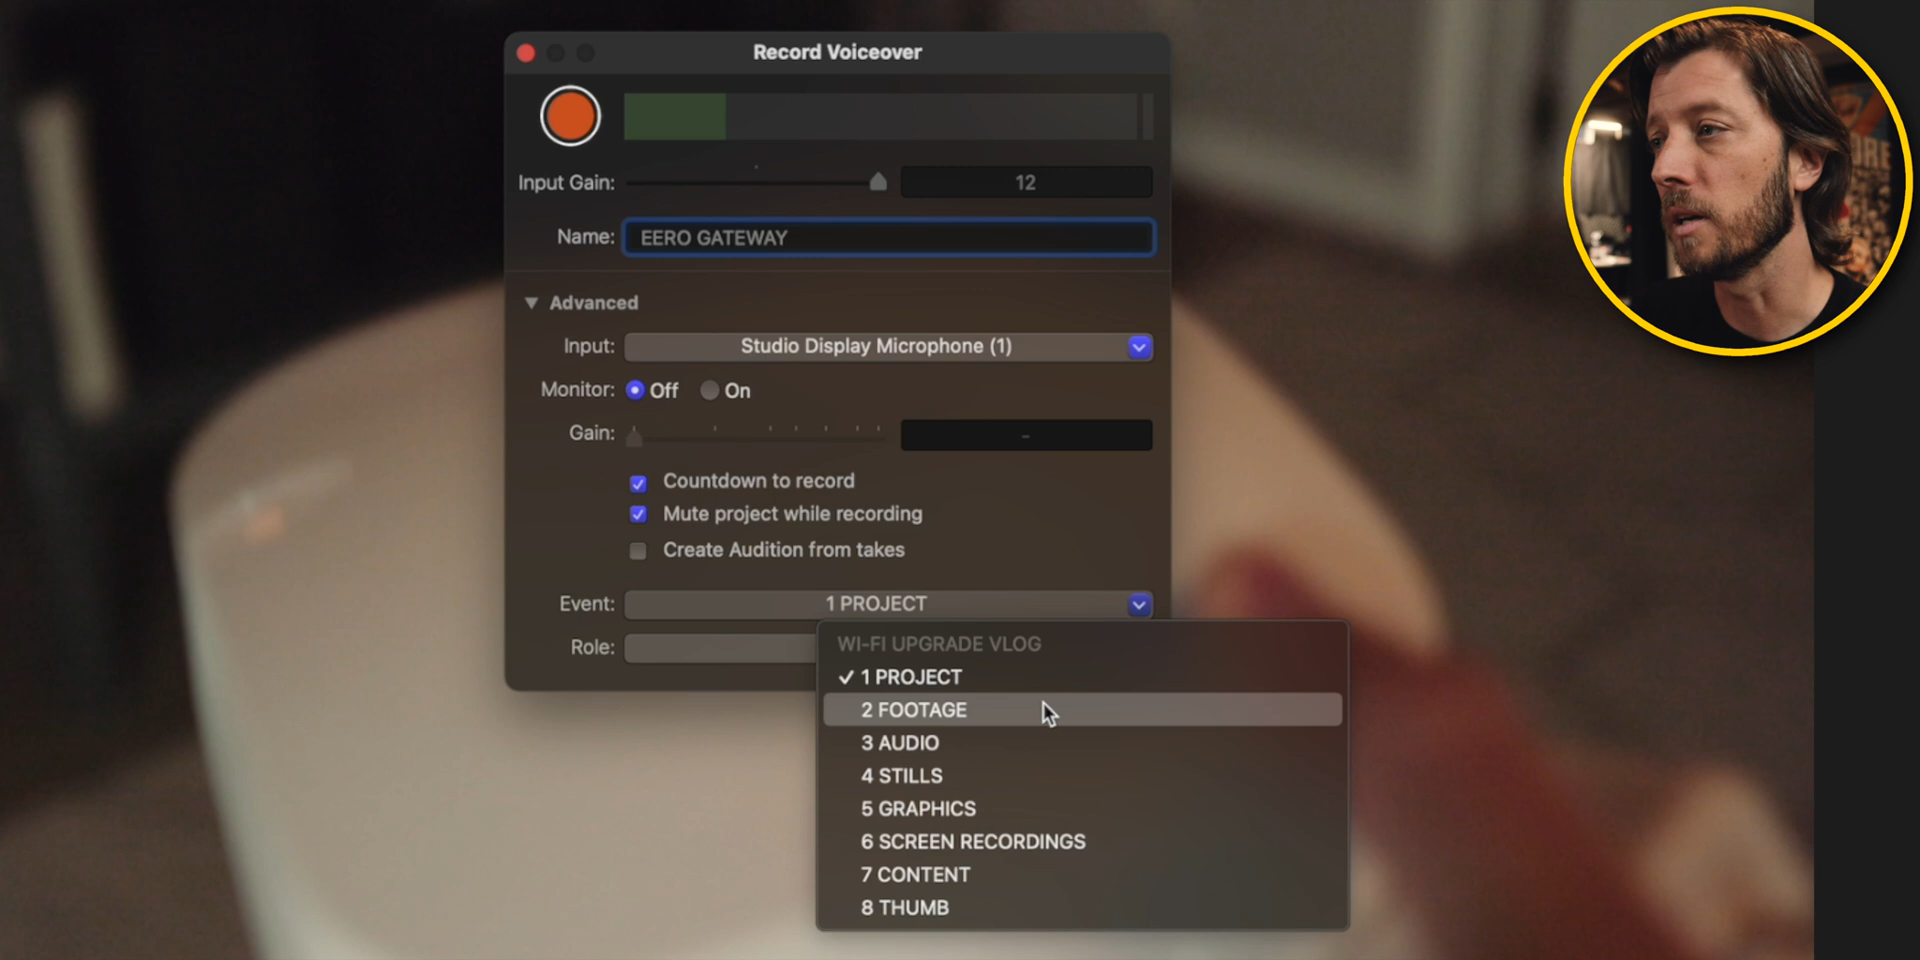 Record Voiceover
Input Gain:
12
Name:
EERO GATEWAY
Advanced
Input:
Studio Display Microphone (1)
Monitor:
Off
On
Gain:
-
Countdown to record
Mute project while recording
Create Audition from takes
Event:
1 PROJECT
Role:
WI-FI UPGRADE VLOG
✓ 1 PROJECT
2 FOOTAGE
3 AUDIO
4 STILLS
5 GRAPHICS
6 SCREEN RECORDINGS
7 CONTENT
8 THUMB